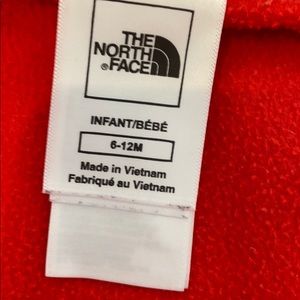 THE
NORTH
FACE
INFANT/BÉBÉ
6-12M
Made in Vietnam
Fabriqué au Vietnam